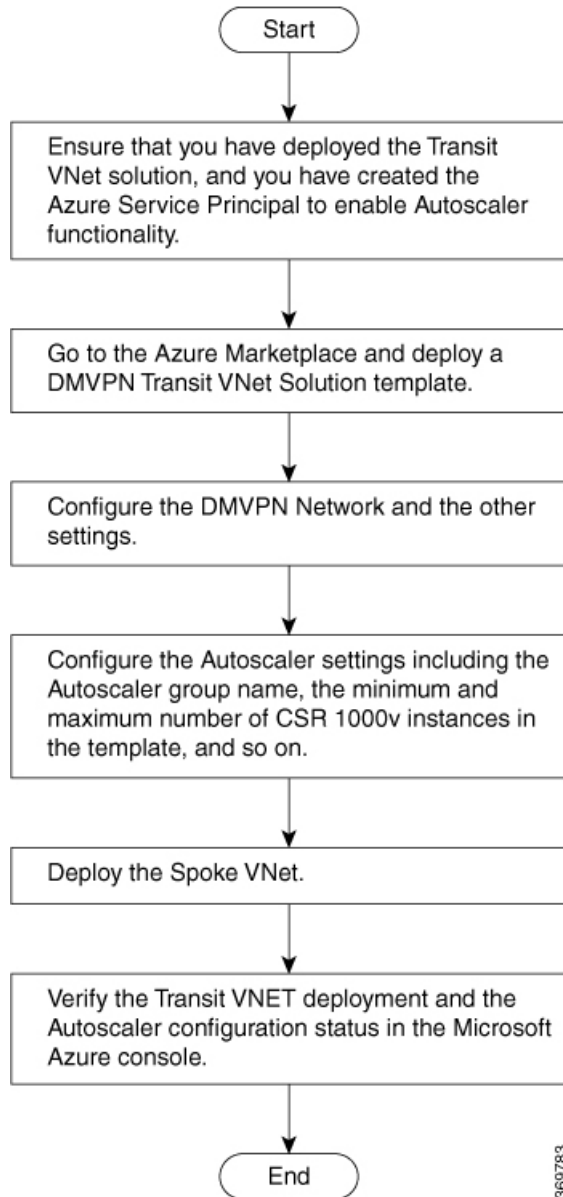 Start
Ensure that you have deployed the Transit
VNet solution, and you have created the
Azure Service Principal to enable Autoscaler
functionality.
Go to the Azure Marketplace and deploy a
DMVPN Transit VNet Solution template.
Configure the DMVPN Network and the other
settings.
Configure the Autoscaler settings including the
Autoscaler group name, the minimum and
maximum number of CSR 1000v instances in
the template, and so on.
Deploy the Spoke VNet.
Verify the Transit VNET deployment and the
Autoscaler configuration status in the Microsoft
Azure console.
End
369783